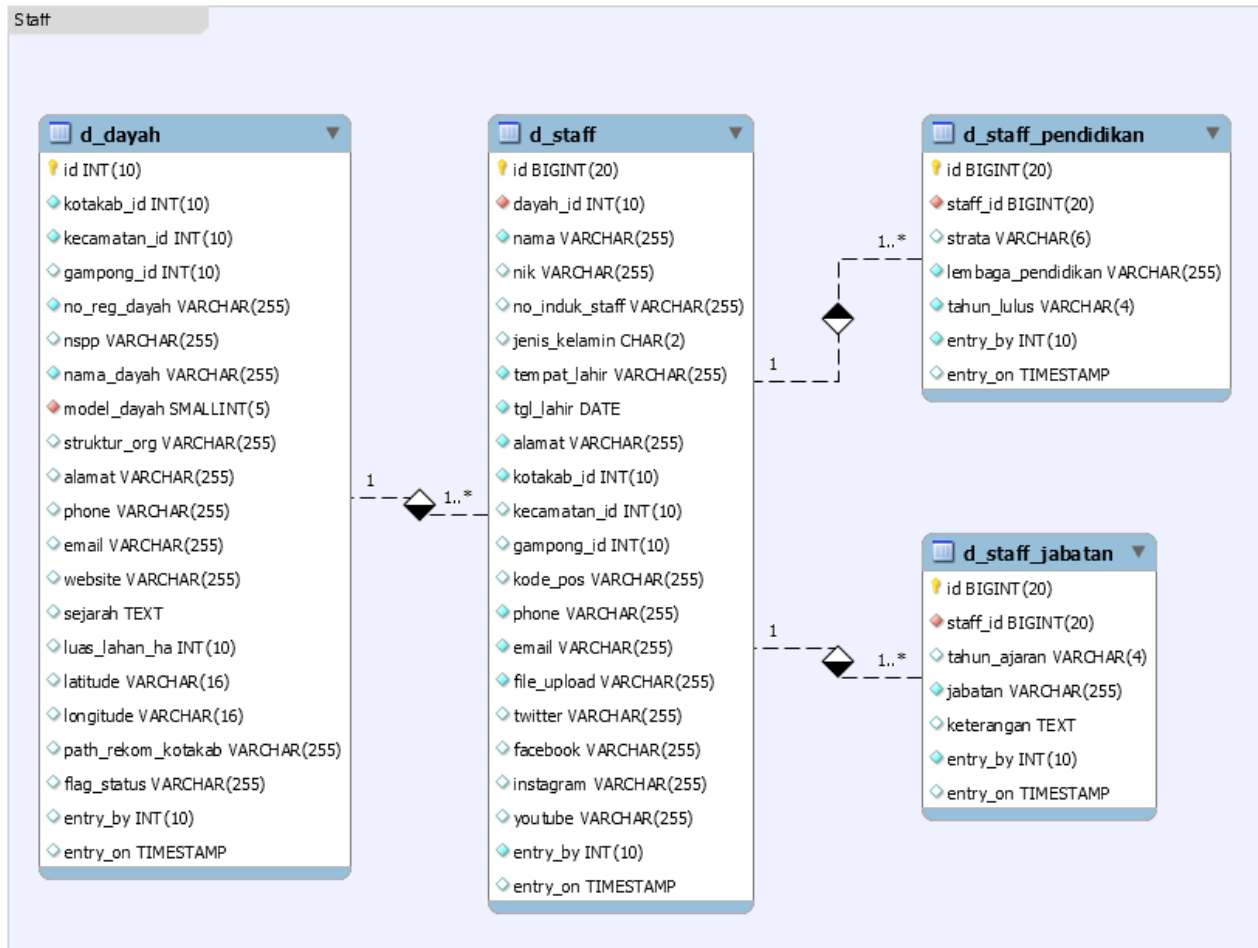 Staff
d_dayah
id INT(10)
kotakab_id INT(10)
kecamatan_id INT(10)
gampong_id INT(10)
no_reg_dayah VARCHAR(255)
nspp VARCHAR(255)
nama_dayah VARCHAR(255)
model_dayah SMALLINT(5)
struktur_org VARCHAR(255)
alamat VARCHAR(255)
phone VARCHAR(255)
email VARCHAR(255)
website VARCHAR(255)
sejarah TEXT
luas_lahan_ha INT(10)
latitude VARCHAR(16)
longitude VARCHAR(16)
path_rekom_kotakab VARCHAR(255)
flag_status VARCHAR(255)
entry_by INT(10)
entry_on TIMESTAMP
1
1..*
d_staff
id BIGINT(20)
dayah_id INT(10)
nama VARCHAR(255)
nik VARCHAR(255)
no_induk_staff VARCHAR(255)
jenis_kelamin CHAR(2)
tempat_lahir VARCHAR(255)
tgl_lahir DATE
alamat VARCHAR(255)
kotakab_id INT(10)
kecamatan_id INT(10)
gampong_id INT(10)
kode_pos VARCHAR(255)
phone VARCHAR(255)
email VARCHAR(255)
file_upload VARCHAR(255)
twitter VARCHAR(255)
facebook VARCHAR(255)
instagram VARCHAR(255)
youtube VARCHAR(255)
entry_by INT(10)
entry_on TIMESTAMP
1
1..*
d_staff_pendidikan
id BIGINT(20)
staff_id BIGINT(20)
strata VARCHAR(6)
lembaga_pendidikan VARCHAR(255)
tahun_lulus VARCHAR(4)
entry_by INT(10)
entry_on TIMESTAMP
1
1..*
d_staff_jabatan
id BIGINT(20)
staff_id BIGINT(20)
tahun_ajaran VARCHAR(4)
jabatan VARCHAR(255)
keterangan TEXT
entry_by INT(10)
entry_on TIMESTAMP